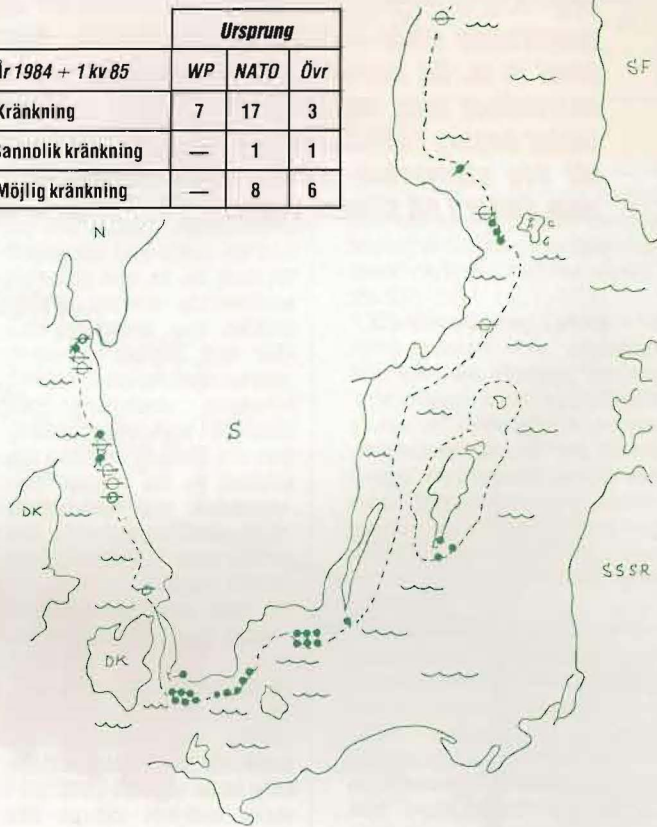 Ursprung
År 1984 + 1 kv 85 WP NATO Övr
Kränkning 7 17 3
Sannolik kränkning — 1 1
Möjlig kränkning — 8 6
SF
N
S
DK
SSSR
DK